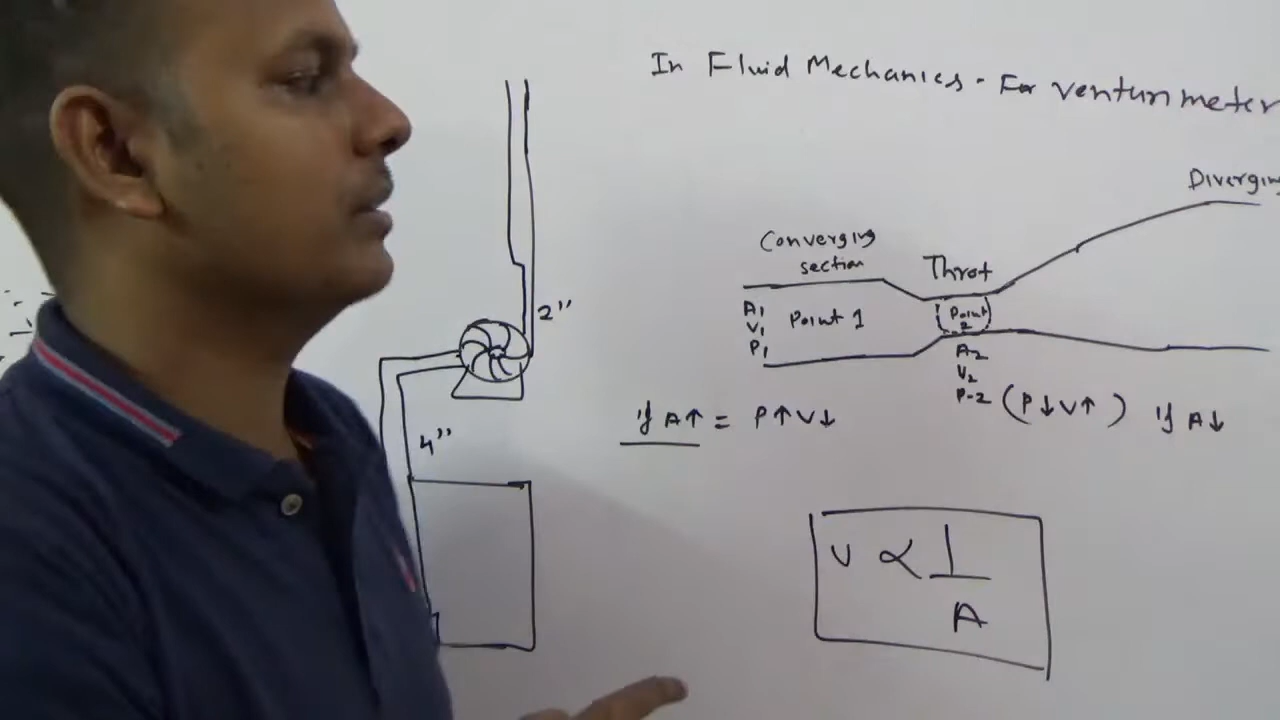 In Fluid Mechanics - For venturimeter
Diverging
Converging
section
Throt
2"
A1
V1
P1
Point 1
Point
2
A2
V2
P-2 (P↓V↑) if A↓
if A↑ = P↑V↓
4"
V ∝ 1
A